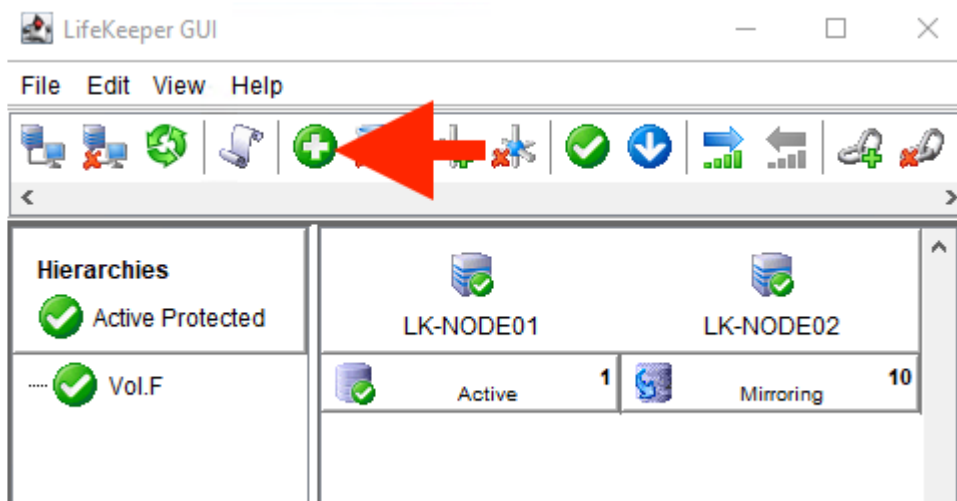 LifeKeeper GUI
File Edit View Help
Hierarchies
Active Protected
LK-NODE01 LK-NODE02
Vol.F
Active 1 Mirroring 10